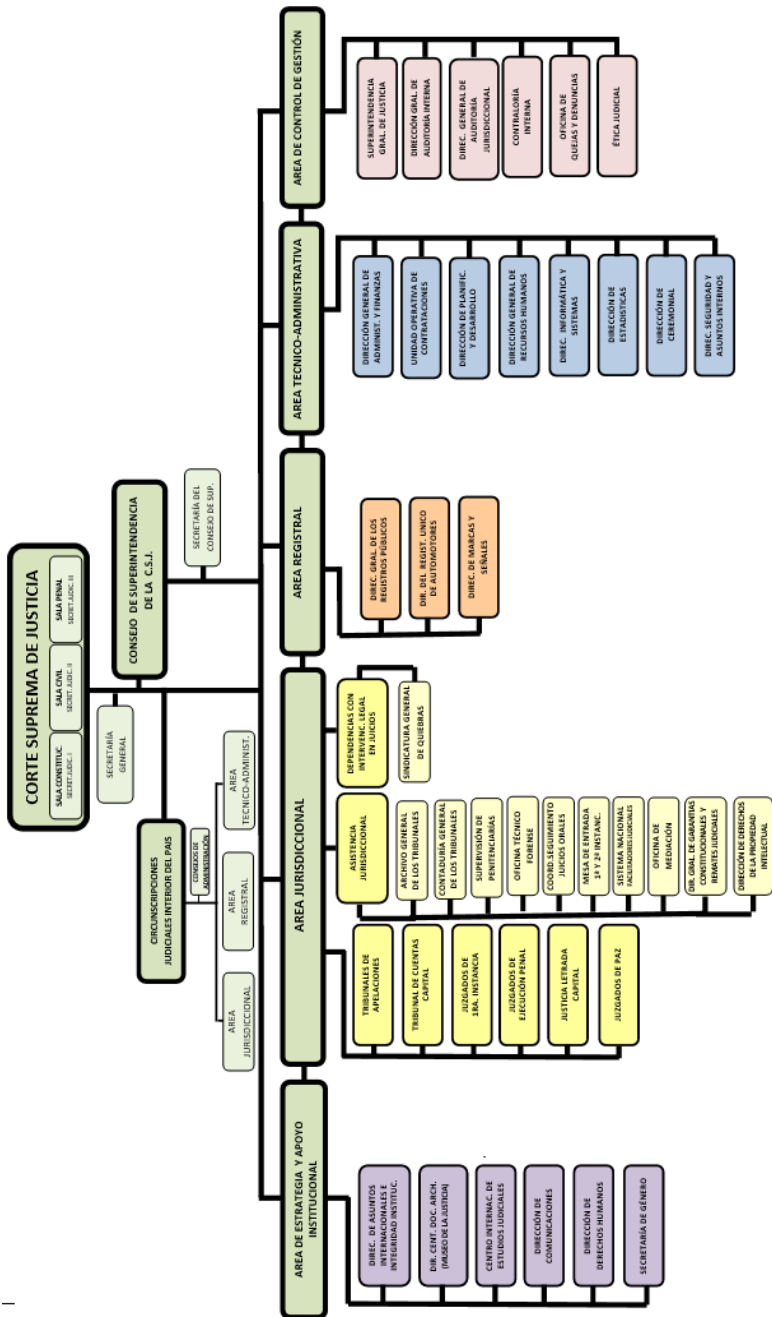 CORTE SUPREMA DE JUSTICIA
SALA CONSTITUC.
SECRET.JUDIC. I
SALA CIVIL
SECRET. JUDIC. II
SALA PENAL
SECRET.JUDIC. III
SECRETARÍA
GENERAL
CONSEJO DE SUPERINTENDENCIA
DE LA C.S.J.
SECRETARÍA DEL
CONSEJO DE SUP.
CIRCUNSCRIPCIONES
JUDICIALES INTERIOR DEL PAIS
CONSEJOS DE
ADMINISTRACIÓN
AREA
JURISDICCIONAL
AREA
REGISTRAL
AREA
TECNICO-ADMINIST.
AREA DE ESTRATEGIA Y APOYO
INSTITUCIONAL
DIREC. DE ASUNTOS
INTERNACIONALES E
INTEGRIDAD INSTITUC.
DIR. CENT. DOC. ARCH.
(MUSEO DE LA JUSTICIA)
CENTRO INTERNAC. DE
ESTUDIOS JUDICIALES
DIRECCIÓN DE
COMUNICACIONES
DIRECCIÓN DE
DERECHOS HUMANOS
SECRETARÍA DE GÉNERO
AREA JURISDICCIONAL
TRIBUNALES DE
APELACIONES
TRIBUNAL DE CUENTAS
CAPITAL
JUZGADOS DE
1RA. INSTANCIA
JUZGADOS DE
EJECUCIÓN PENAL
JUSTICIA LETRADA
CAPITAL
JUZGADOS DE PAZ
ASISTENCIA
JURISDICCIONAL
ARCHIVO GENERAL
DE LOS TRIBUNALES
CONTADURÍA GENERAL
DE LOS TRIBUNALES
SUPERVISIÓN DE
PENITENCIARÍAS
OFICINA TÉCNICO
FORENSE
COORD.SEGUIMIENTO
JUICIOS ORALES
MESA DE ENTRADA
1ª Y 2ª INSTANC.
SISTEMA NACIONAL
FACILITADORES JUDICIALES
OFICINA DE
MEDIACIÓN
DIR. GRAL. DE GARANTIAS
CONSTITUCIONALES Y
REMATES JUDICIALES
DIRECCIÓN DE DERECHOS
DE LA PROPIEDAD
INTELECTUAL
DEPENDENCIAS CON
INTERVENC. LEGAL
EN JUICIOS
SINDICATURA GENERAL
DE QUIEBRAS
AREA REGISTRAL
DIREC. GRAL. DE LOS
REGISTROS PÚBLICOS
DIR. DEL REGIST. UNICO
DE AUTOMOTORES
DIREC. DE MARCAS Y
SEÑALES
AREA TECNICO-ADMINISTRATIVA
DIRECCIÓN GENERAL DE
ADMINIST. Y FINANZAS
UNIDAD OPERATIVA DE
CONTRATACIONES
DIRECCIÓN DE PLANIFIC.
Y DESARROLLO
DIRECCIÓN GENERAL DE
RECURSOS HUMANOS
DIREC. INFORMÁTICA Y
SISTEMAS
DIRECCIÓN DE
ESTADISTICAS
DIRECCIÓN DE
CEREMONIAL
DIREC. SEGURIDAD Y
ASUNTOS INTERNOS
AREA DE CONTROL DE GESTIÓN
SUPERINTENDENCIA
GRAL. DE JUSTICIA
DIRECCIÓN GRAL. DE
AUDITORÍA INTERNA
DIREC. GENERAL DE
AUDITORÍA
JURISDICCIONAL
CONTRALORÍA
INTERNA
OFICINA DE
QUEJAS Y DENUNCIAS
ÉTICA JUDICIAL